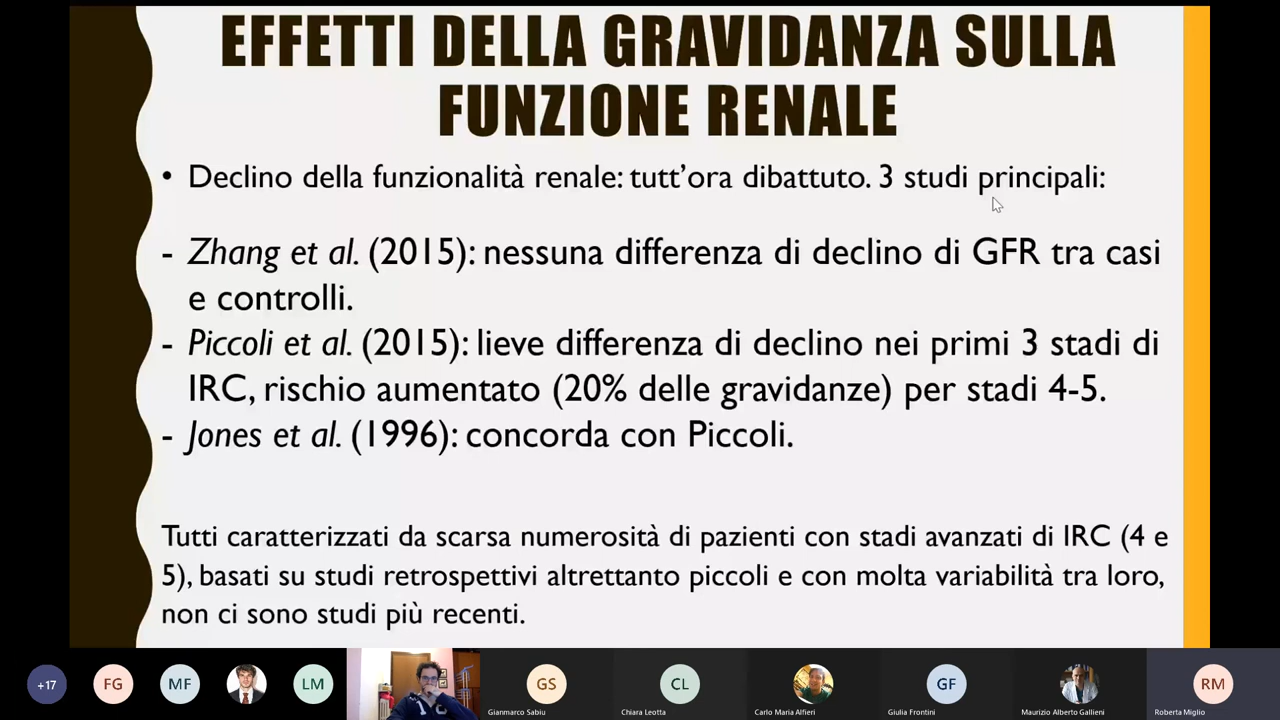 EFFETTI DELLA GRAVIDANZA SULLA
FUNZIONE RENALE
• Declino della funzionalità renale: tutt'ora dibattuto. 3 studi principali:
- Zhang et al. (2015): nessuna differenza di declino di GFR tra casi
e controlli.
- Piccoli et al. (2015): lieve differenza di declino nei primi 3 stadi di
IRC, rischio aumentato (20% delle gravidanze) per stadi 4-5.
- Jones et al. (1996): concorda con Piccoli.
Tutti caratterizzati da scarsa numerosità di pazienti con stadi avanzati di IRC (4 e
5), basati su studi retrospettivi altrettanto piccoli e con molta variabilità tra loro,
non ci sono studi più recenti.
+17 FG MF LM GS CL GF RM
Gianmarco Sabiu Chiara Leotta Carlo Maria Alfieri Giulia Frontini Maurizio Alberto Gallieni Roberta Miglio